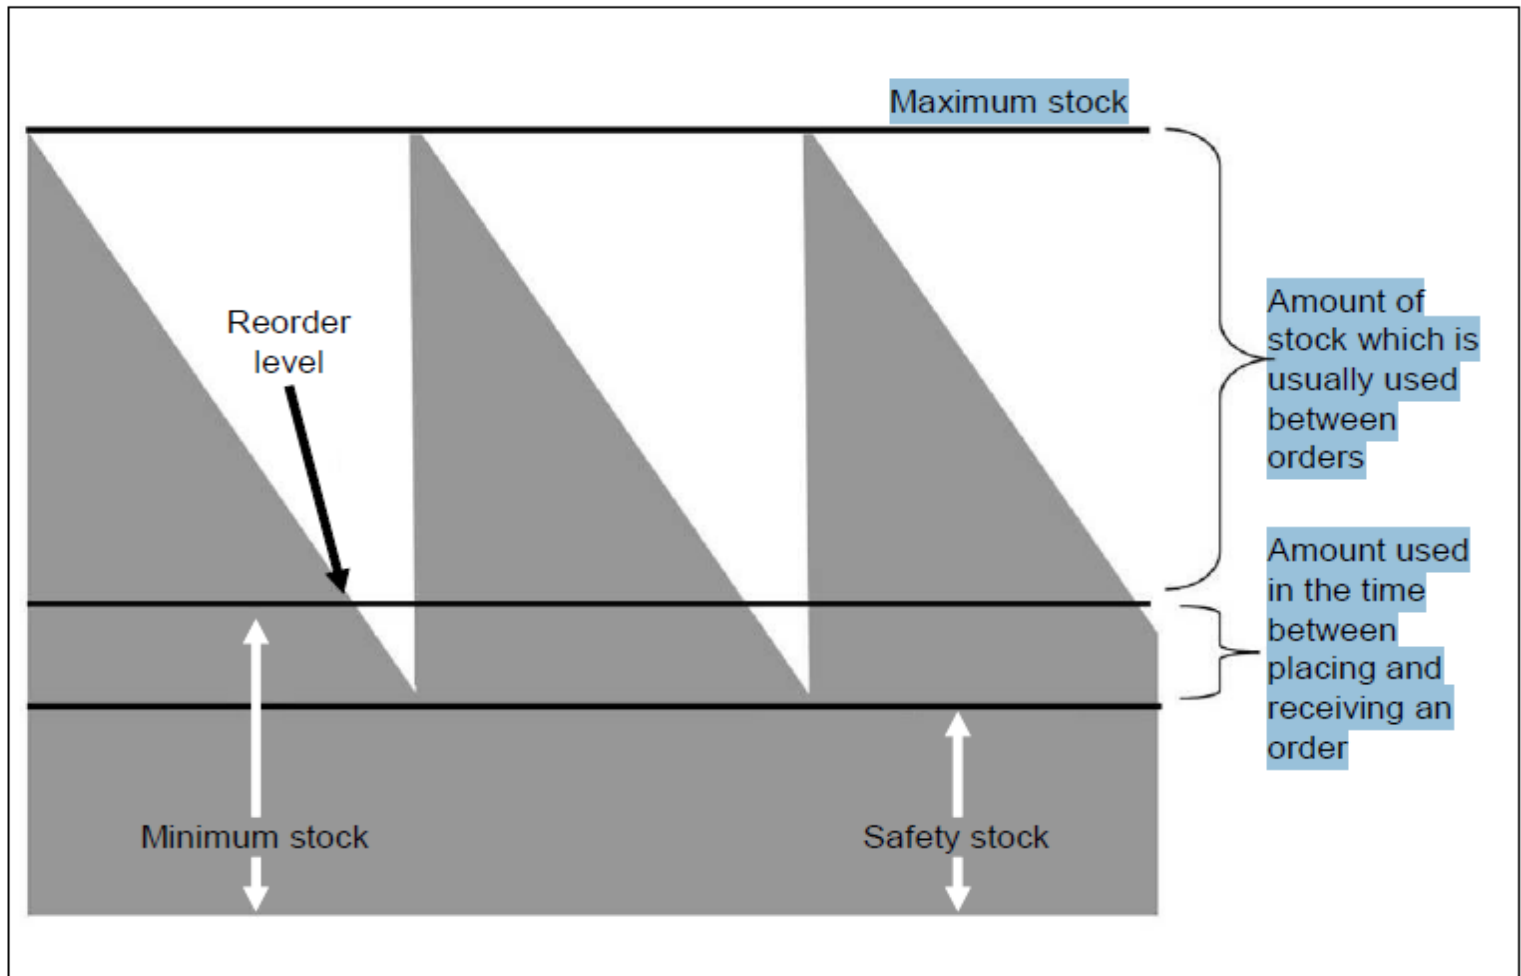 Maximum stock
Reorder
level
Amount of
stock which is
usually used
between
orders
Amount used
in the time
between
placing and
receiving an
order
Minimum stock
Safety stock